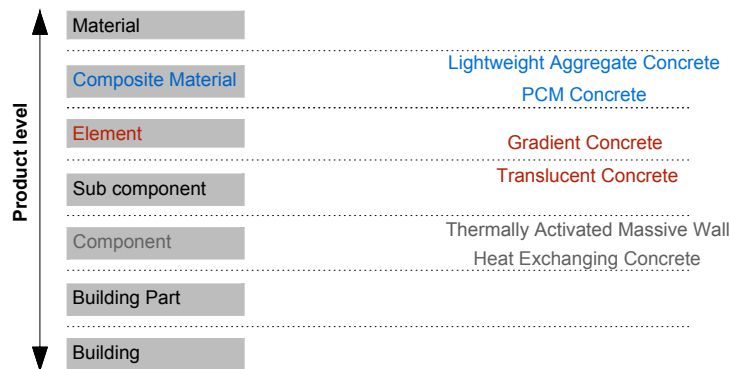 Material
Lightweight Aggregate Concrete
Composite Material
PCM Concrete
Element
Gradient Concrete
Translucent Concrete
Sub component
Thermally Activated Massive Wall
Component
Heat Exchanging Concrete
Building Part
Building
Product level